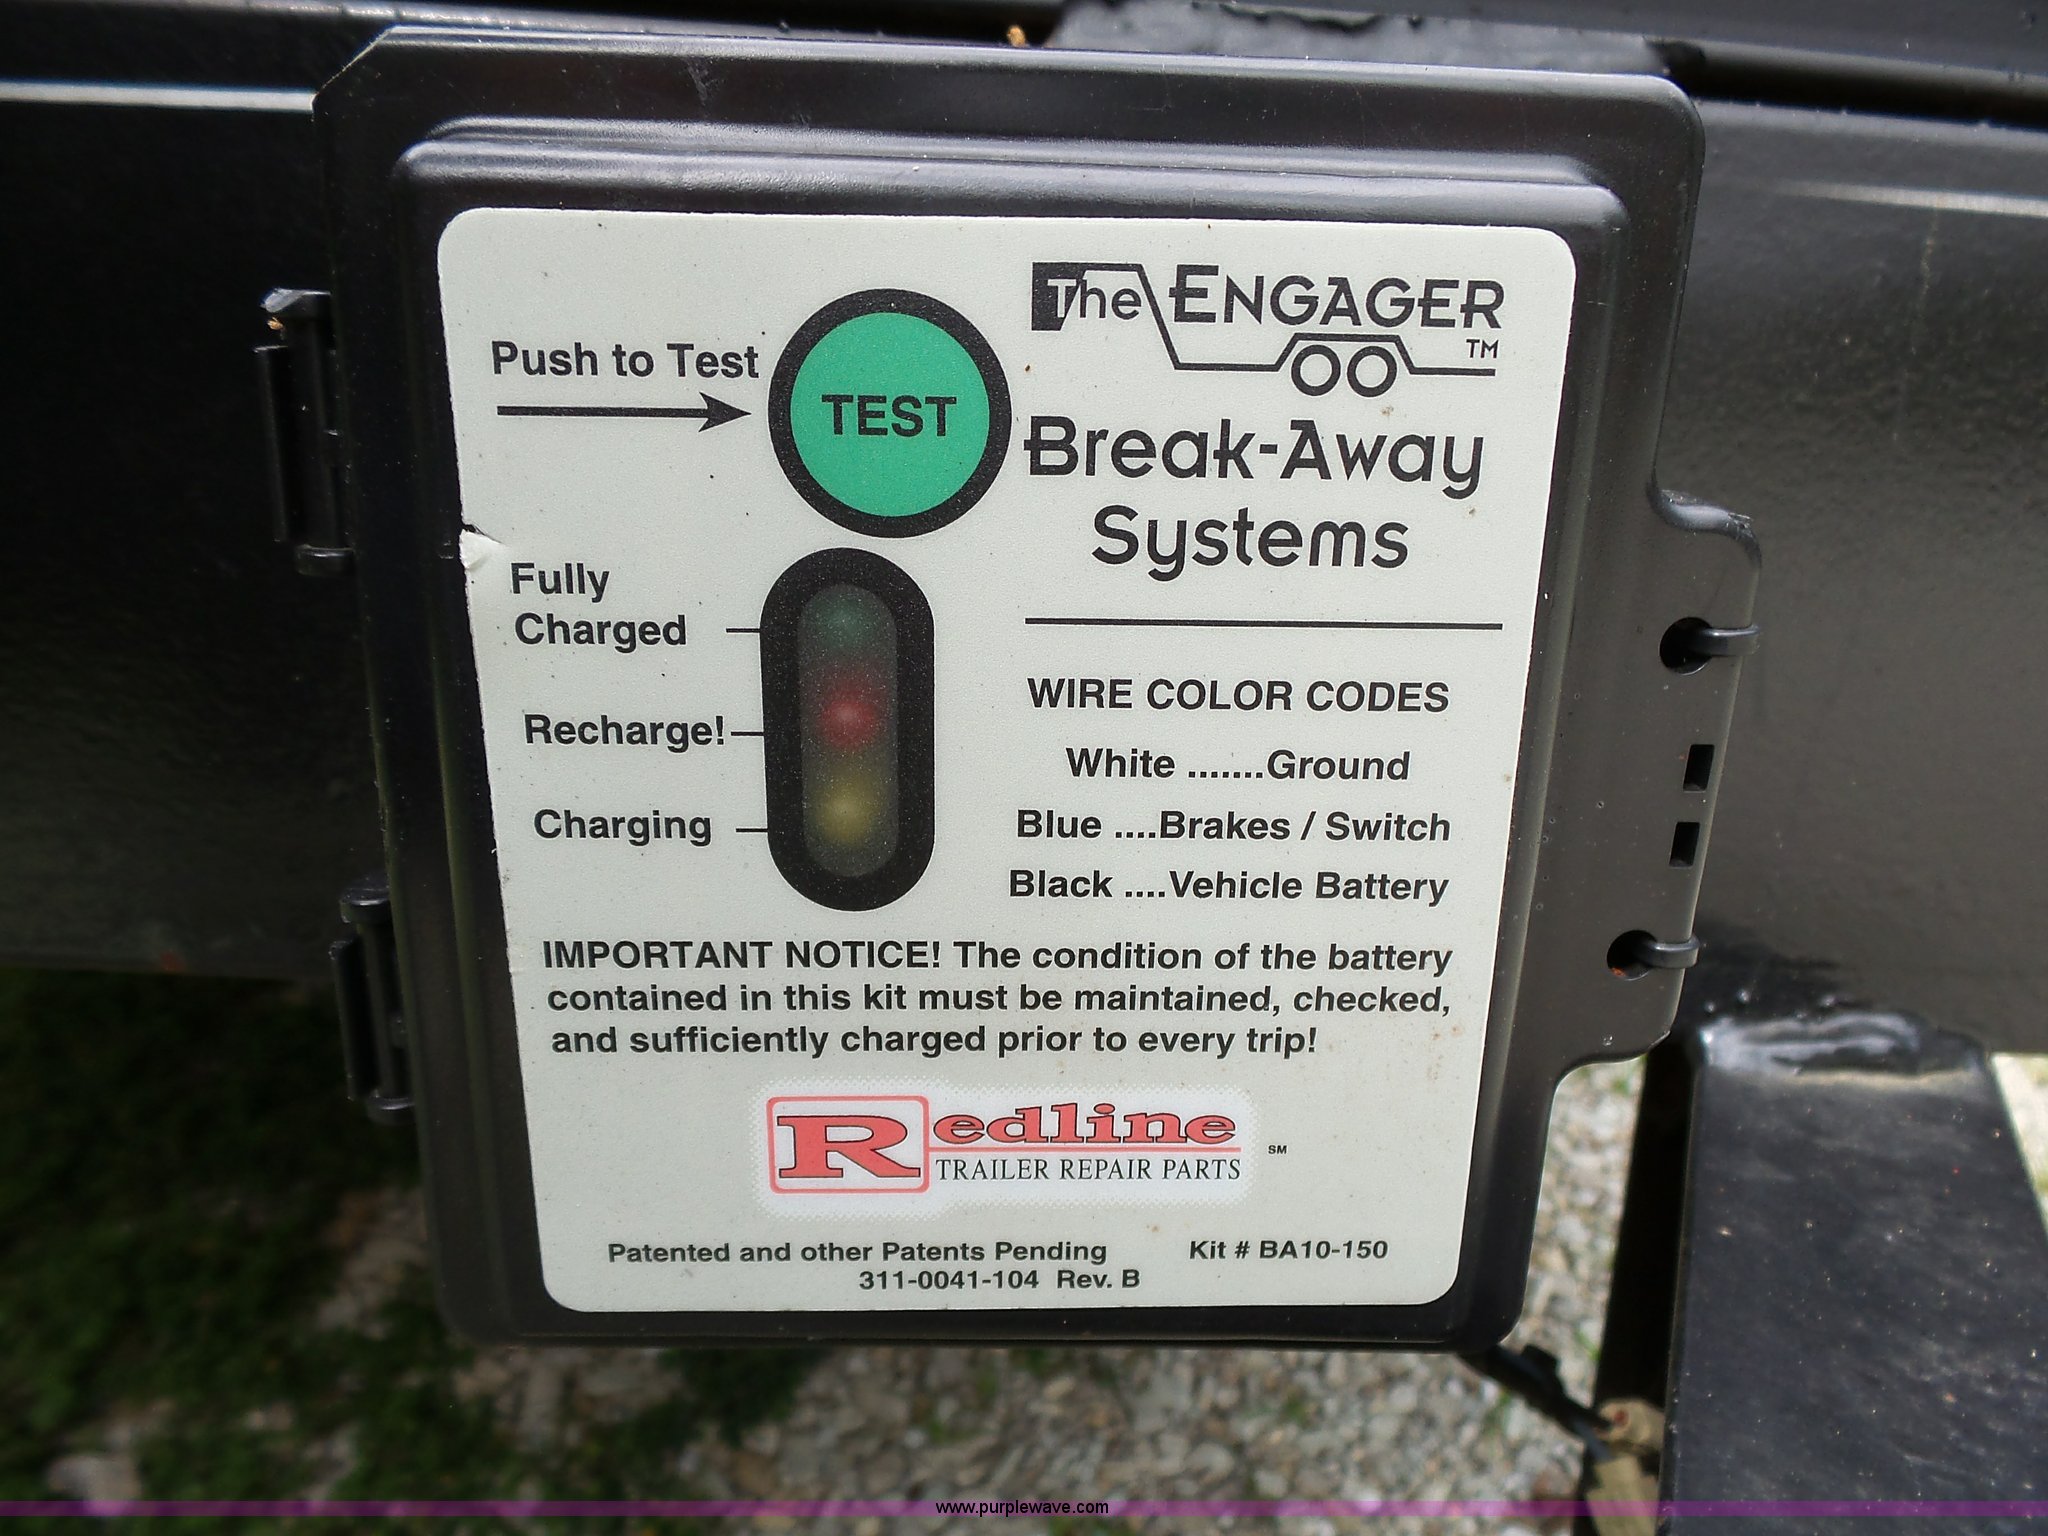 The ENGAGER
TM
Break-Away
Systems
Push to Test
TEST
Fully
Charged
Recharge!
Charging
WIRE COLOR CODES
White .......Ground
Blue ....Brakes / Switch
Black ....Vehicle Battery
IMPORTANT NOTICE! The condition of the battery
contained in this kit must be maintained, checked,
and sufficiently charged prior to every trip!
Redline
TRAILER REPAIR PARTS
SM
Patented and other Patents Pending Kit # BA10-150
311-0041-104 Rev. B
www.purplewave.com